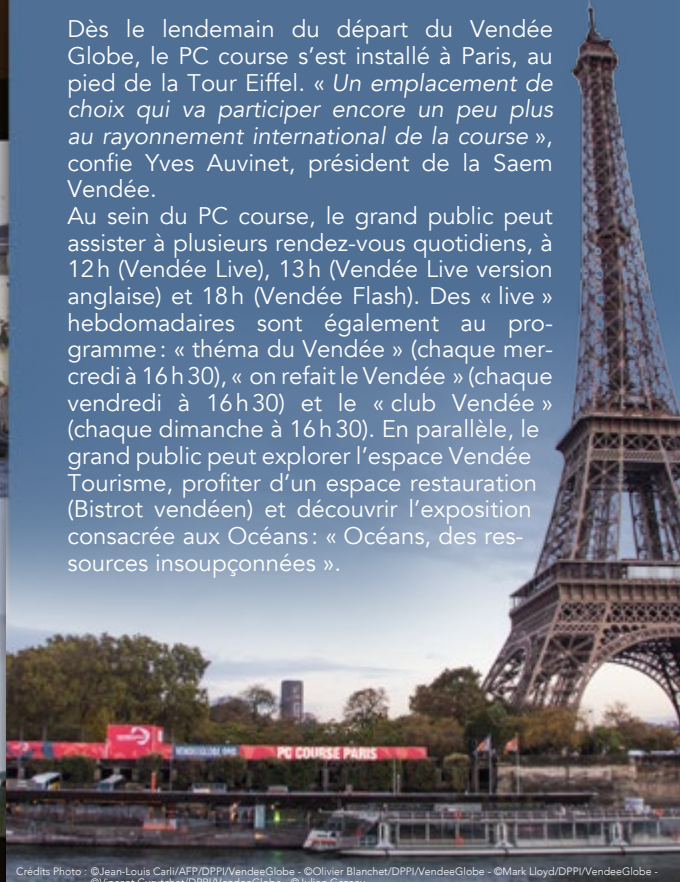 Dès le lendemain du départ du Vendée
Globe, le PC course s’est installé à Paris, au
pied de la Tour Eiffel. « Un emplacement de
choix qui va participer encore un peu plus
au rayonnement international de la course »,
confie Yves Auvinet, président de la Saem
Vendée.
Au sein du PC course, le grand public peut
assister à plusieurs rendez-vous quotidiens, à
12 h (Vendée Live), 13 h (Vendée Live version
anglaise) et 18 h (Vendée Flash). Des « live »
hebdomadaires sont également au pro-
gramme : « théma du Vendée » (chaque mer-
credi à 16 h 30), « on refait le Vendée » (chaque
vendredi à 16 h 30) et le « club Vendée »
(chaque dimanche à 16 h 30). En parallèle, le
grand public peut explorer l’espace Vendée
Tourisme, profiter d’un espace restauration
(Bistrot vendéen) et découvrir l’exposition
consacrée aux Océans : « Océans, des res-
sources insoupçonnées ».
PC COURSE PARIS
Crédits Photo : ©Jean-Louis Carli/AFP/DPPI/VendeeGlobe - ©Olivier Blanchet/DPPI/VendeeGlobe - ©Mark Lloyd/DPPI/VendeeGlobe -